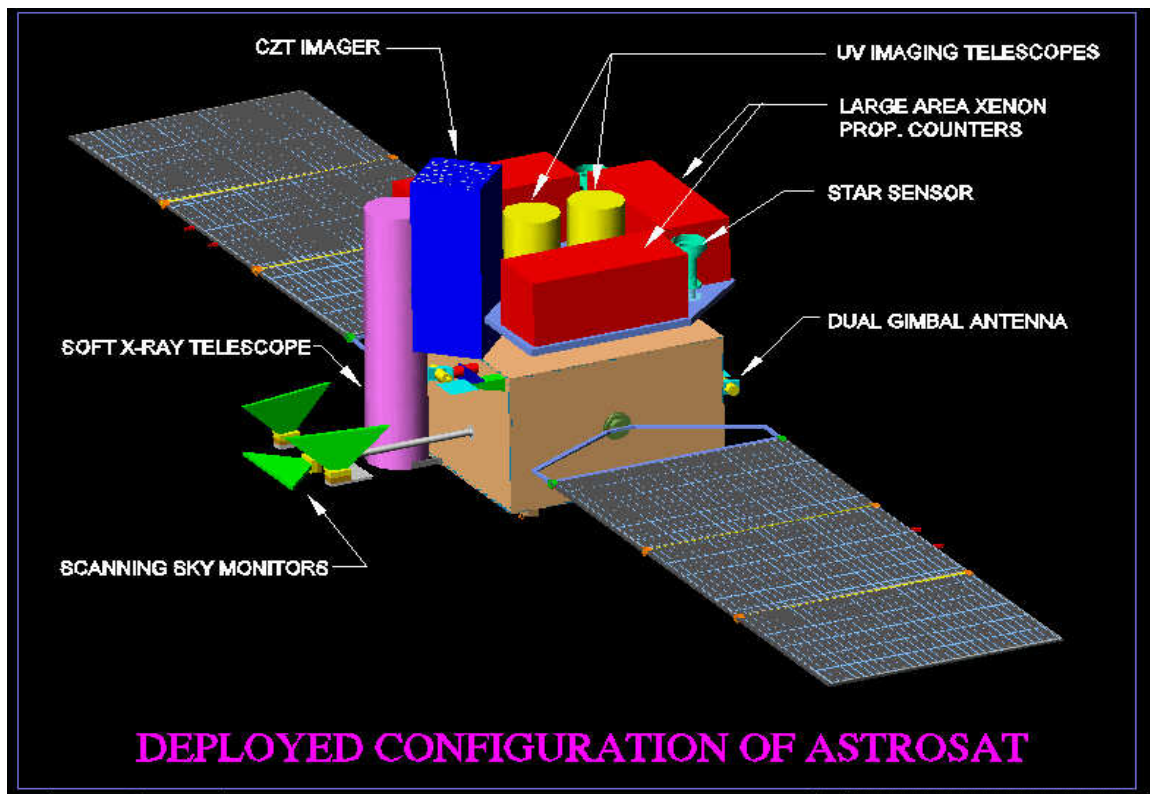 CZT IMAGER
UV IMAGING TELESCOPES
LARGE AREA XENON
PROP. COUNTERS
STAR SENSOR
DUAL GIMBAL ANTENNA
SOFT X-RAY TELESCOPE
SCANNING SKY MONITORS
DEPLOYED CONFIGURATION OF ASTROSAT